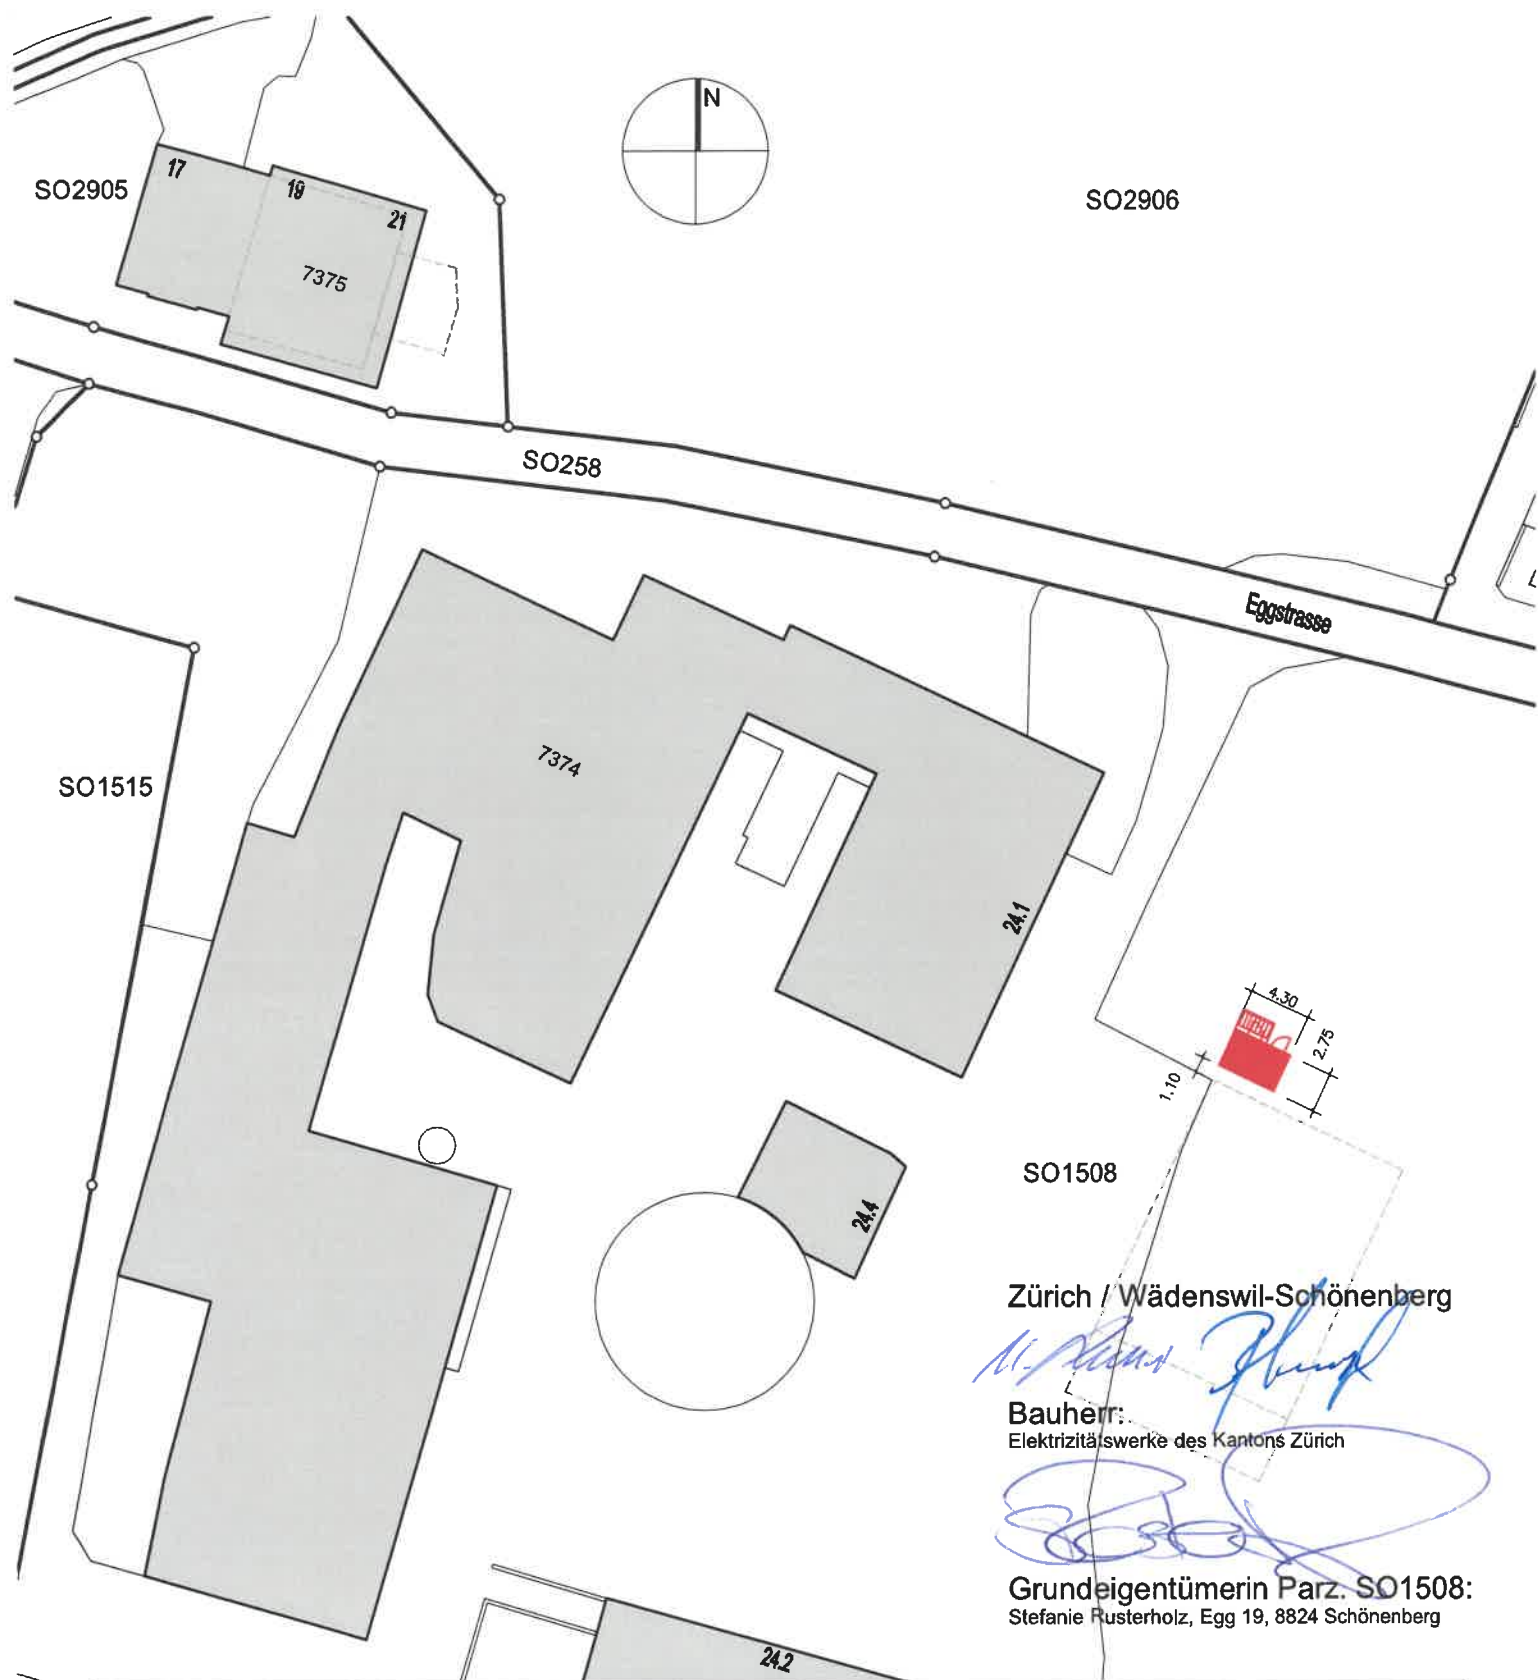 N
SO2905
17
19
21
7375
SO2906
SO258
Eggstrasse
7374
SO1515
24.1
4.30
2.75
1.10
SO1508
24.4
Zürich / Wädenswil-Schönenberg
Bauherr:
Elektrizitätswerke des Kantons Zürich
Grundeigentümerin Parz. SO1508:
Stefanie Rusterholz, Egg 19, 8824 Schönenberg
24.2